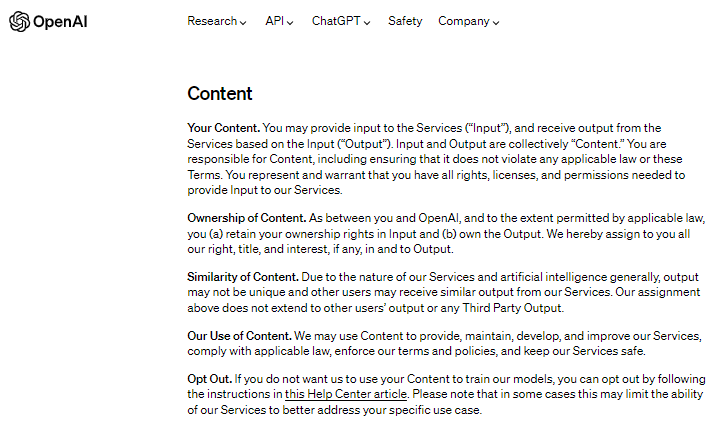 OpenAI
Research
API
ChatGPT
Safety
Company
Content
Your Content. You may provide input to the Services (“Input”), and receive output from the
Services based on the Input (“Output”). Input and Output are collectively “Content.” You are
responsible for Content, including ensuring that it does not violate any applicable law or these
Terms. You represent and warrant that you have all rights, licenses, and permissions needed to
provide Input to our Services.
Ownership of Content. As between you and OpenAI, and to the extent permitted by applicable law,
you (a) retain your ownership rights in Input and (b) own the Output. We hereby assign to you all
our right, title, and interest, if any, in and to Output.
Similarity of Content. Due to the nature of our Services and artificial intelligence generally, output
may not be unique and other users may receive similar output from our Services. Our assignment
above does not extend to other users’ output or any Third Party Output.
Our Use of Content. We may use Content to provide, maintain, develop, and improve our Services,
comply with applicable law, enforce our terms and policies, and keep our Services safe.
Opt Out. If you do not want us to use your Content to train our models, you can opt out by following
the instructions in this Help Center article. Please note that in some cases this may limit the ability
of our Services to better address your specific use case.